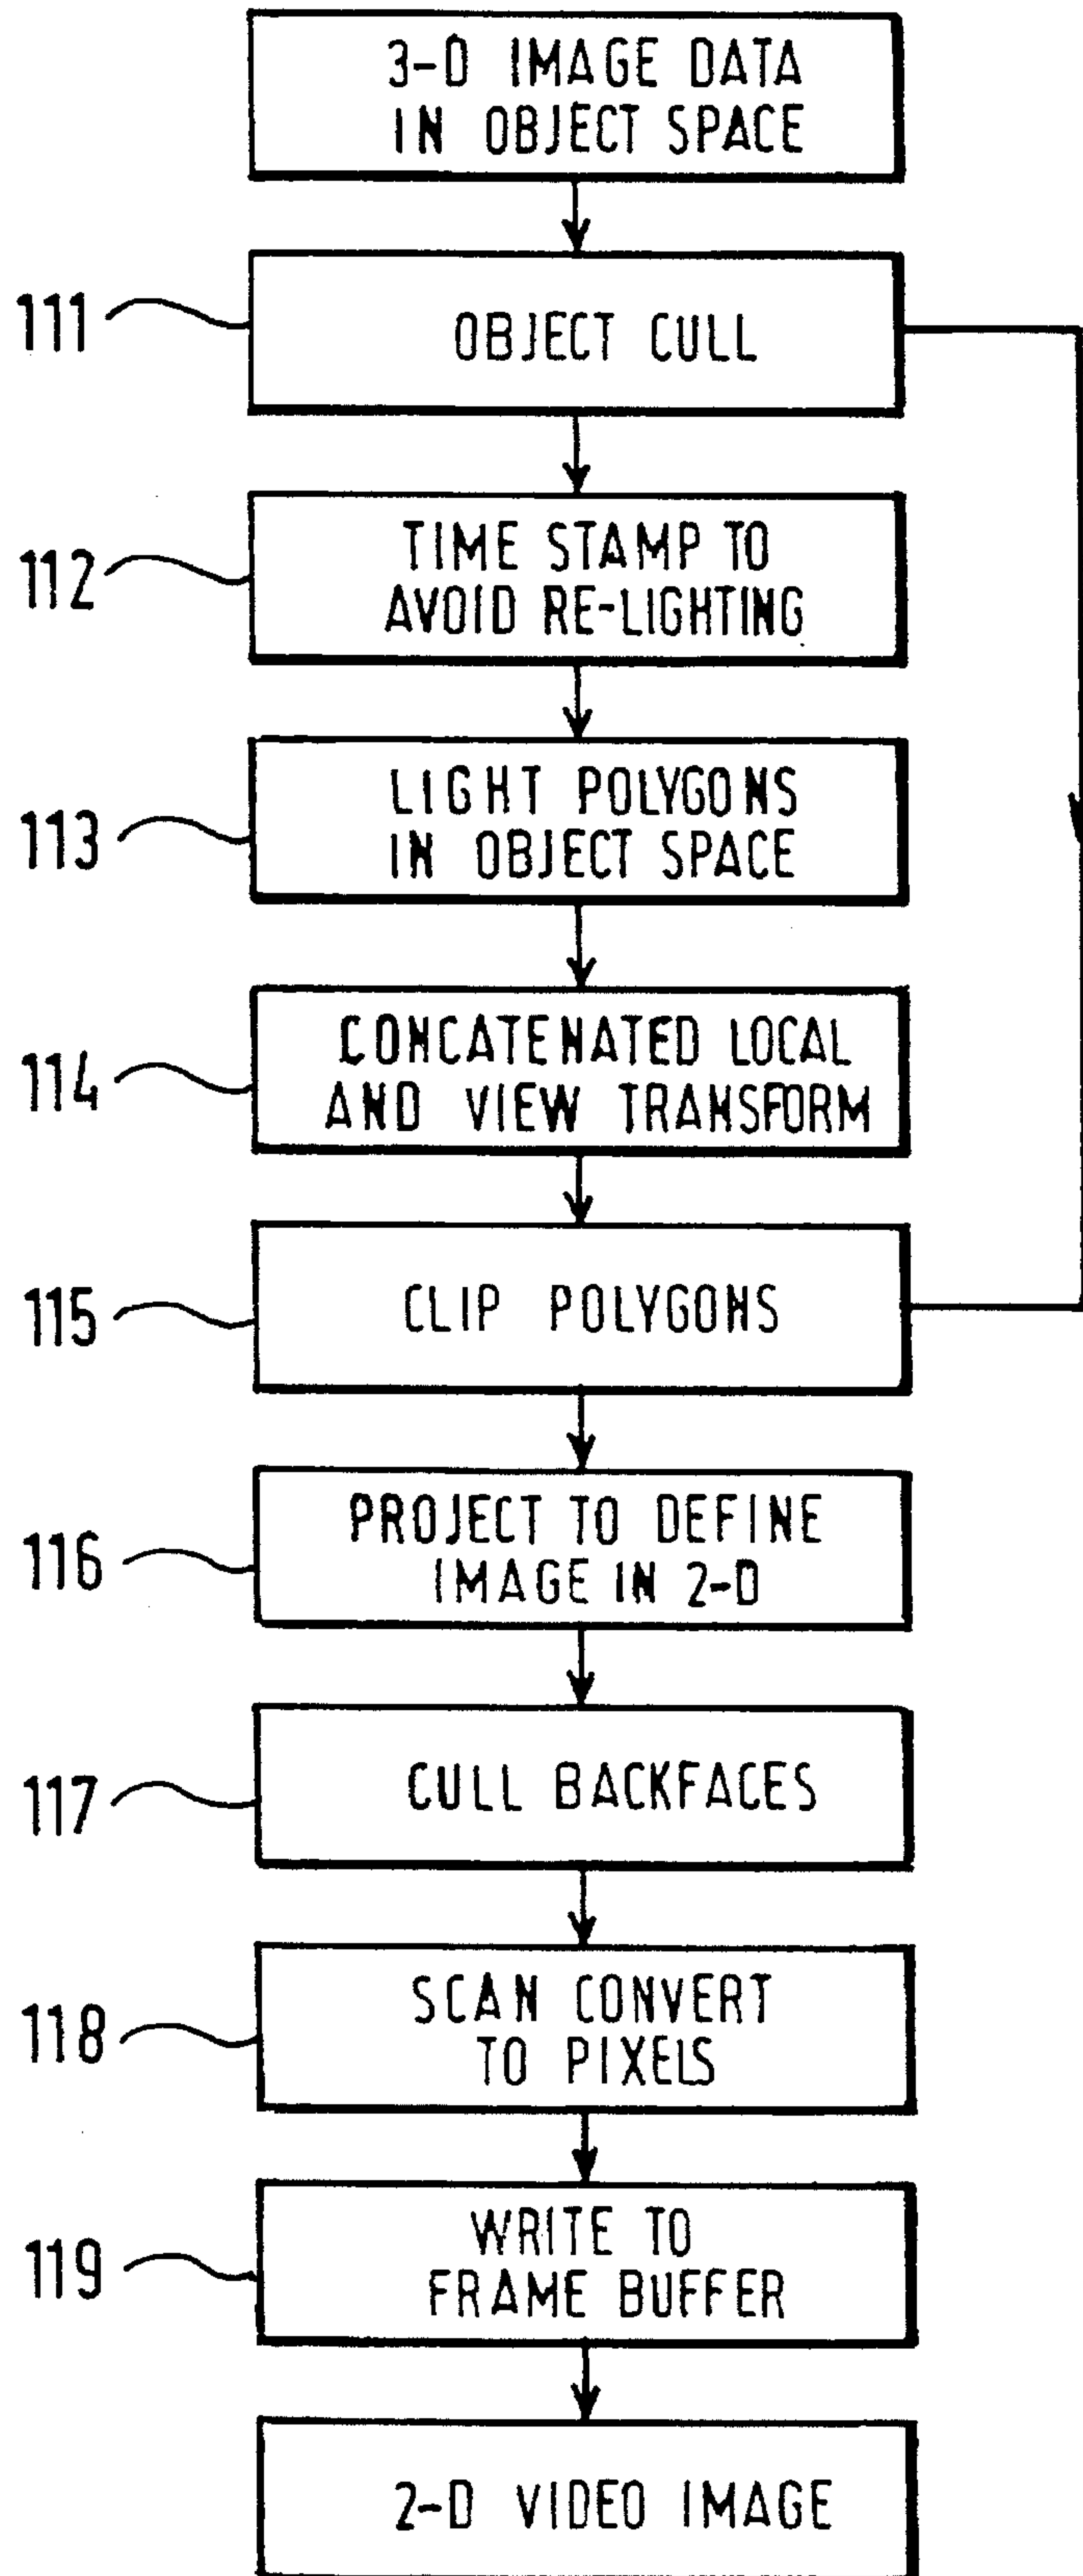 3-D IMAGE DATA
IN OBJECT SPACE
111
OBJECT CULL
112
TIME STAMP TO
AVOID RE-LIGHTING
113
LIGHT POLYGONS
IN OBJECT SPACE
114
CONCATENATED LOCAL
AND VIEW TRANSFORM
115
CLIP POLYGONS
116
PROJECT TO DEFINE
IMAGE IN 2-D
117
CULL BACKFACES
118
SCAN CONVERT
TO PIXELS
119
WRITE TO
FRAME BUFFER
2-D VIDEO IMAGE